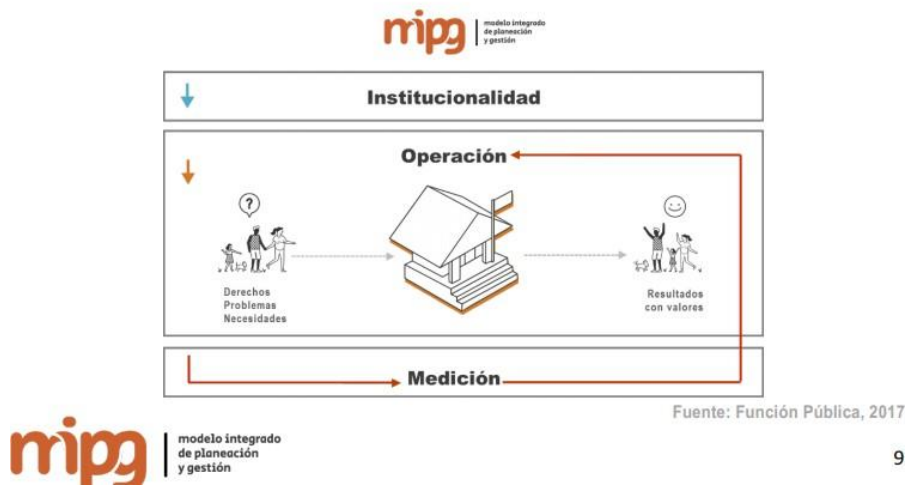 mipg
modelo integrado
de planeación
y gestión
Institucionalidad
Operación
?
Derechos
Problemas
Necesidades
Resultados
con valores
Medición
Fuente: Función Pública, 2017
mipg
modelo integrado
de planeación
y gestión
9